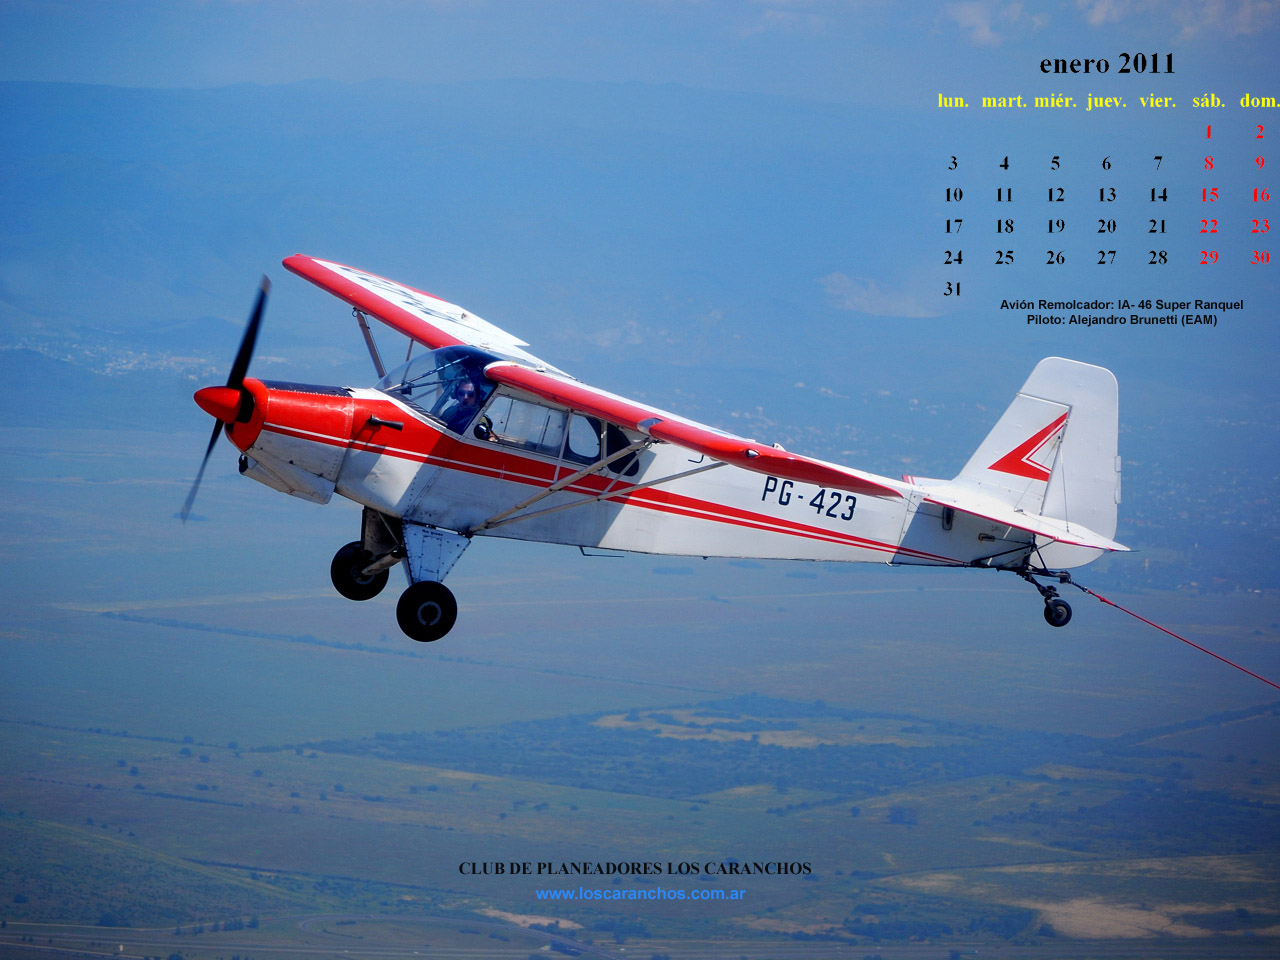 enero 2011
lun. mart. miér. juev. vier. sáb. dom.
1 2
3 4 5 6 7 8 9
10 11 12 13 14 15 16
17 18 19 20 21 22 23
24 25 26 27 28 29 30
31
Avión Remolcador: IA- 46 Super Ranquel
Piloto: Alejandro Brunetti (EAM)
PG-423
CLUB DE PLANEADORES LOS CARANCHOS
www.loscaranchos.com.ar